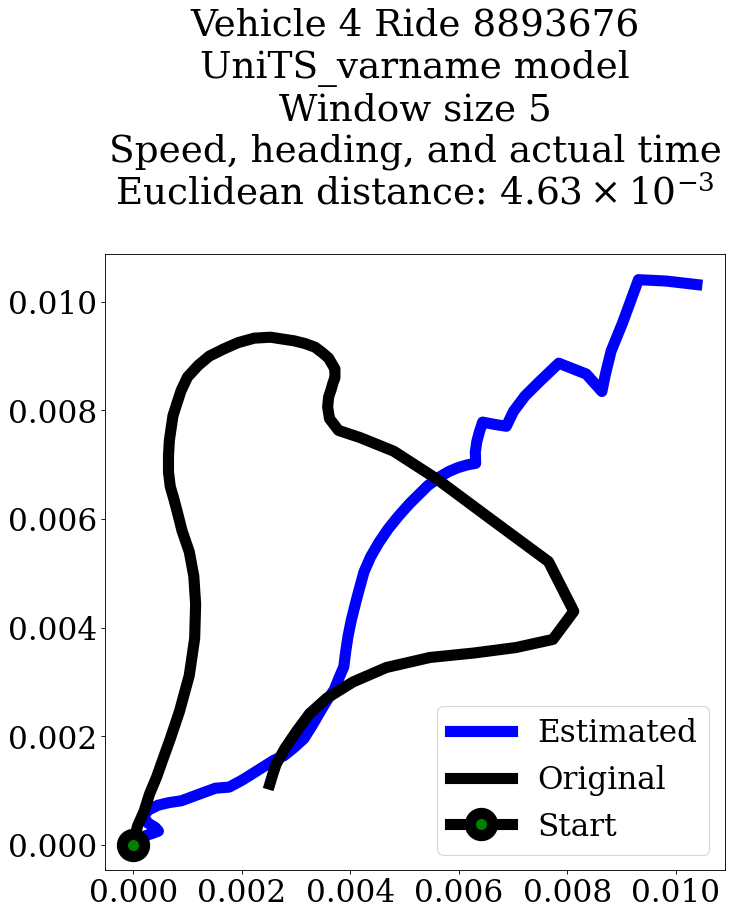 Vehicle 4 Ride 8893676
UniTS_varname model
Window size 5
Speed, heading, and actual time
Euclidean distance: 4.63 × 10⁻³
0.010
0.008
0.006
0.004
0.002
0.000
Estimated
Original
Start
0.000 0.002 0.004 0.006 0.008 0.010